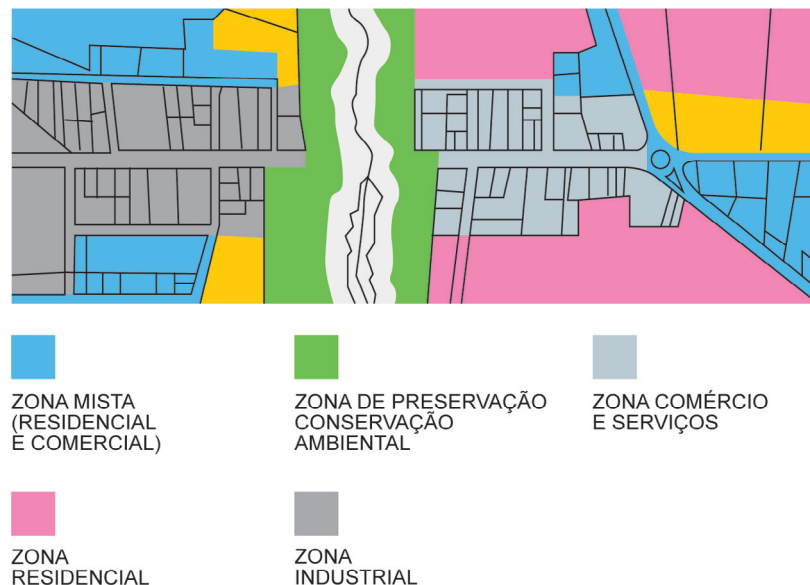 ZONA MISTA
(RESIDENCIAL
E COMERCIAL)
ZONA DE PRESERVAÇÃO
CONSERVAÇÃO
AMBIENTAL
ZONA COMÉRCIO
E SERVIÇOS
ZONA
RESIDENCIAL
ZONA
INDUSTRIAL